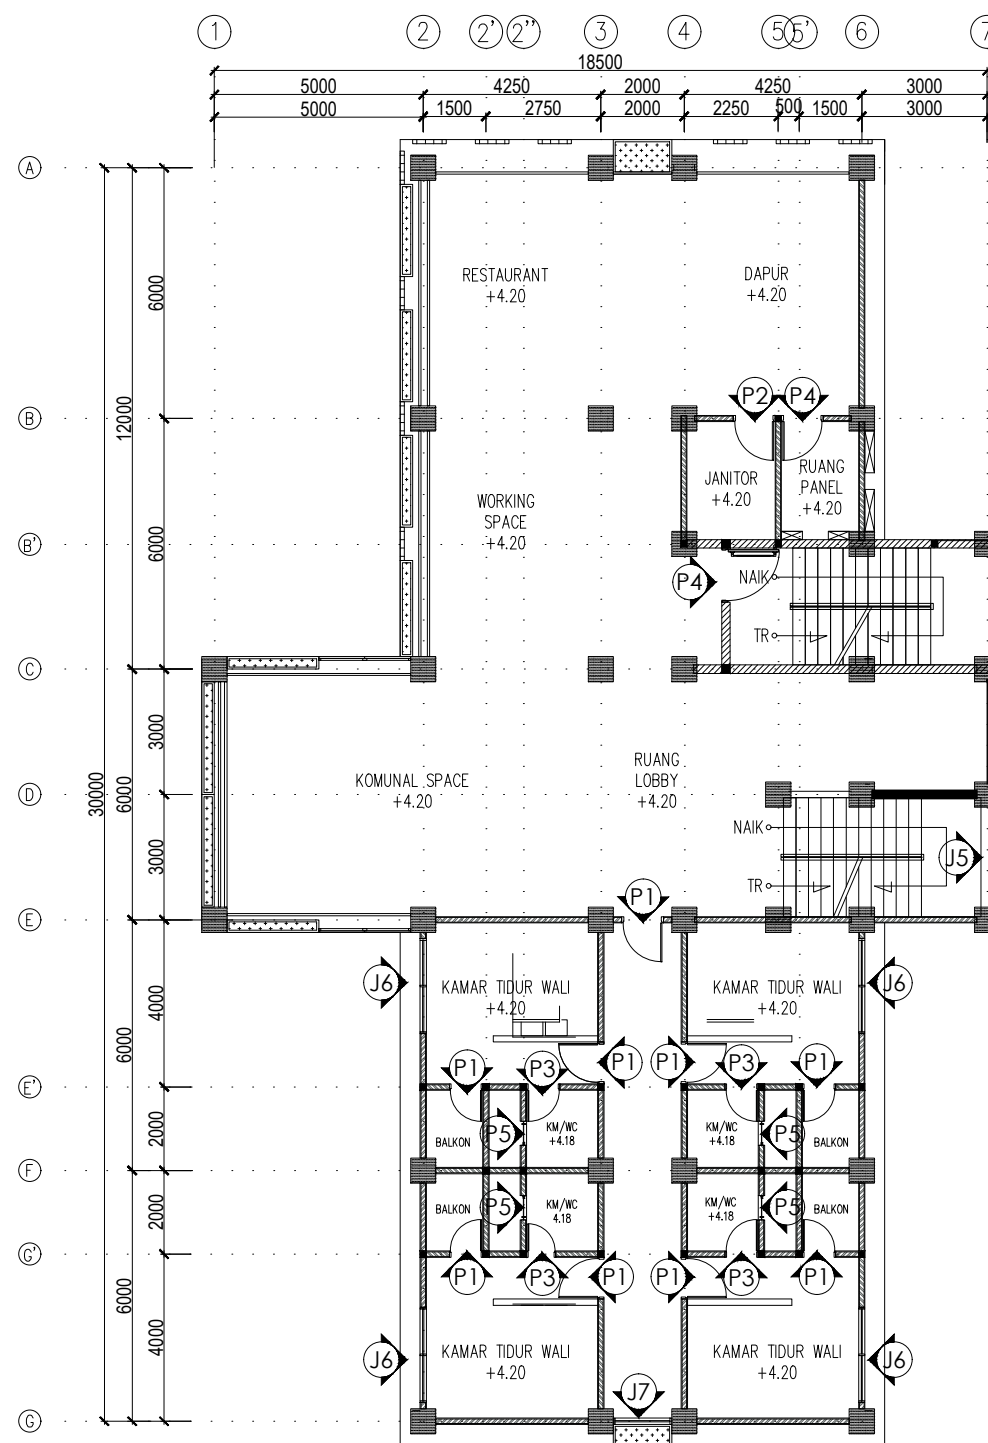 1 2 2' 2'' 3 4 5 5' 6 7
18500
5000 4250 2000 4250 3000
5000 1500 2750 2000 2250 500 1500 3000
A
6000
RESTAURANT
+4.20
DAPUR
+4.20
B
12000
P2 P4
JANITOR
+4.20
RUANG
PANEL
+4.20
WORKING
SPACE
+4.20
6000
B'
P4
NAIK
TR
C
3000
30000
6000
KOMUNAL SPACE
+4.20
RUANG
LOBBY
+4.20
D
3000
NAIK
TR
J5
P1
E
J6
KAMAR TIDUR WALI
+4.20
KAMAR TIDUR WALI
+4.20
J6
4000
6000
P1 P3 P1 P1 P3 P1
E'
2000
BALKON
P5
KM/WC
+4.18
KM/WC
+4.18
P5
BALKON
F
2000
BALKON
P5
KM/WC
4.18
KM/WC
+4.18
P5
BALKON
G'
P1 P3 P1 P1 P3 P1
6000
4000
J6
KAMAR TIDUR WALI
+4.20
KAMAR TIDUR WALI
+4.20
J6
J7
G